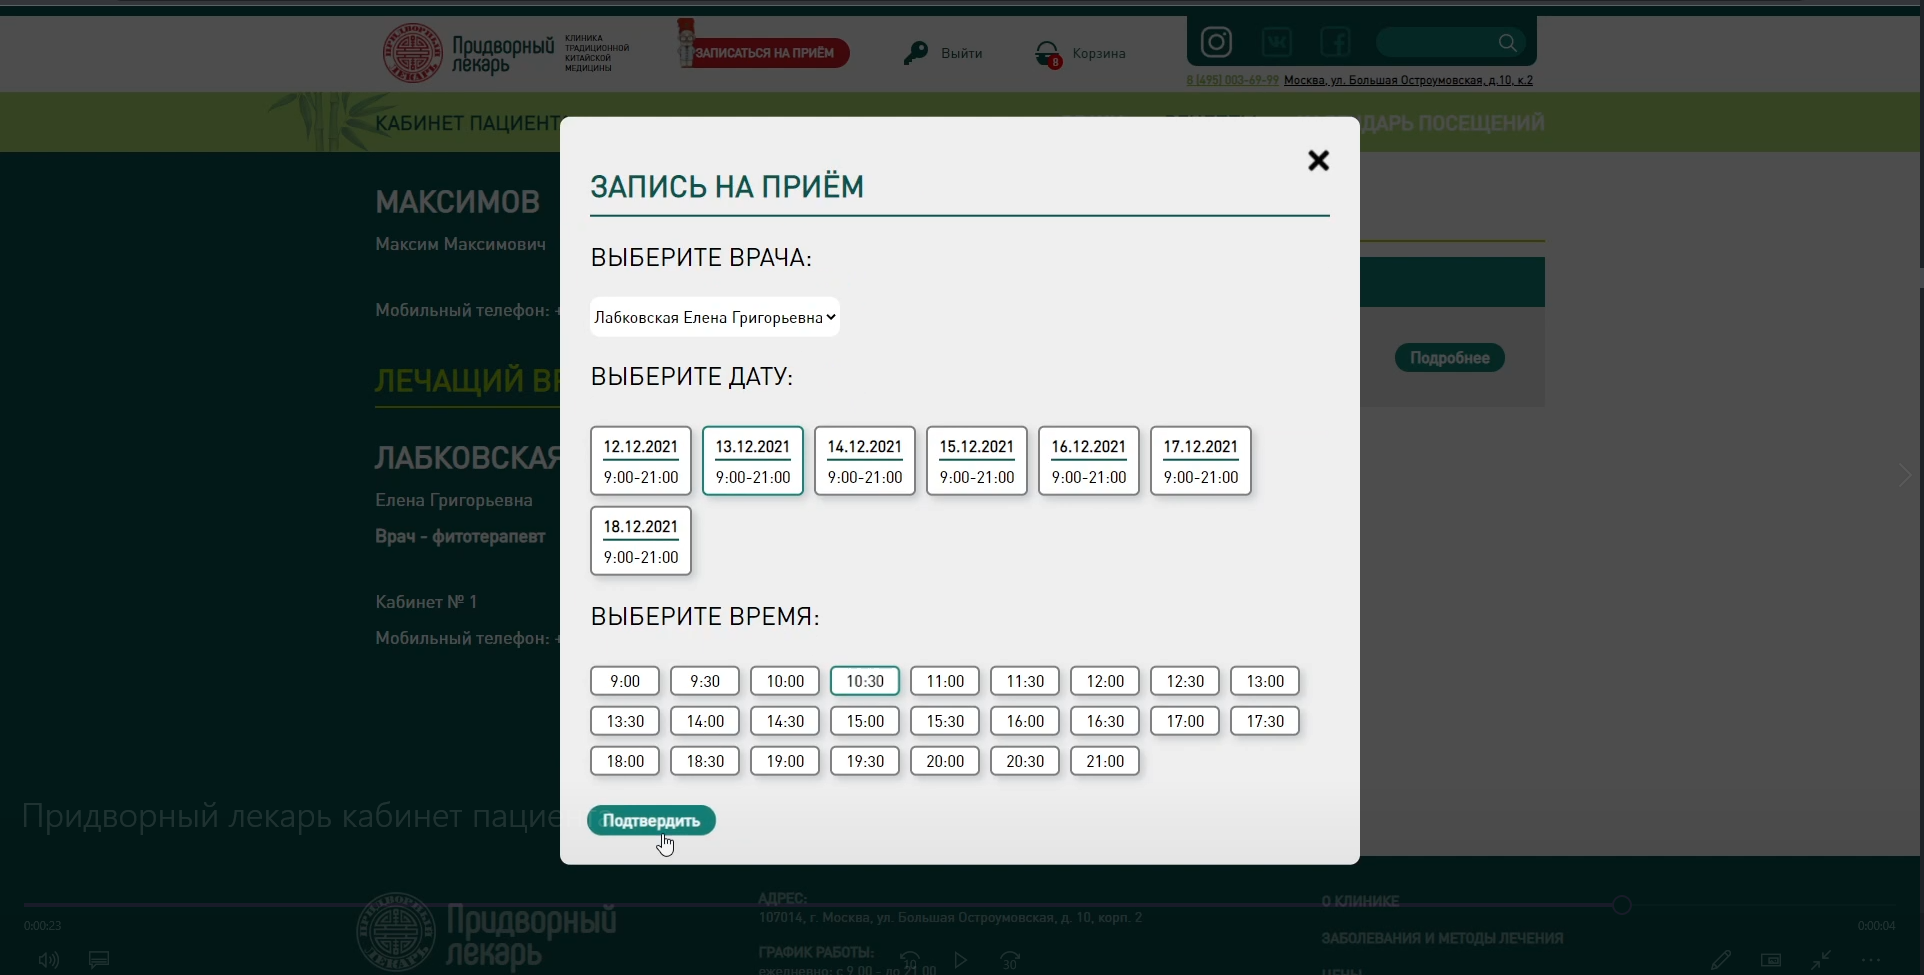 Придворный лекарь
КЛИНИКА ТРАДИЦИОННОЙ КИТАЙСКОЙ МЕДИЦИНЫ
ЗАПИСАТЬСЯ НА ПРИЁМ
Выйти
8
Корзина
8 (495) 003-69-99 Москва, ул. Большая Остроумовская, д.10, к.2
КАБИНЕТ ПАЦИЕНТ
ДАРЬ ПОСЕЩЕНИЙ
МАКСИМОВ
Максим Максимович
Мобильный телефон: +
ЛЕЧАЩИЙ ВР
ЛАБКОВСКАЯ
Елена Григорьевна
Врач - фитотерапевт
Кабинет № 1
Мобильный телефон: +
Подробнее
ЗАПИСЬ НА ПРИЁМ
ВЫБЕРИТЕ ВРАЧА:
Лабковская Елена Григорьевна
ВЫБЕРИТЕ ДАТУ:
12.12.2021 13.12.2021 14.12.2021 15.12.2021 16.12.2021 17.12.2021
9:00-21:00 9:00-21:00 9:00-21:00 9:00-21:00 9:00-21:00 9:00-21:00
18.12.2021
9:00-21:00
ВЫБЕРИТЕ ВРЕМЯ:
9:00 9:30 10:00 10:30 11:00 11:30 12:00 12:30 13:00
13:30 14:00 14:30 15:00 15:30 16:00 16:30 17:00 17:30
18:00 18:30 19:00 19:30 20:00 20:30 21:00
Подтвердить
Придворный лекарь кабинет пациента
Придворный
лекарь
АДРЕС:
107014, г. Москва, ул. Большая Остроумовская, д. 10, корп. 2
ГРАФИК РАБОТЫ:
ежедневно: с 9.00 - до 21.00
О КЛИНИКЕ
ЗАБОЛЕВАНИЯ И МЕТОДЫ ЛЕЧЕНИЯ
ЦЕНЫ
0:00:23
0:00:04
10
30